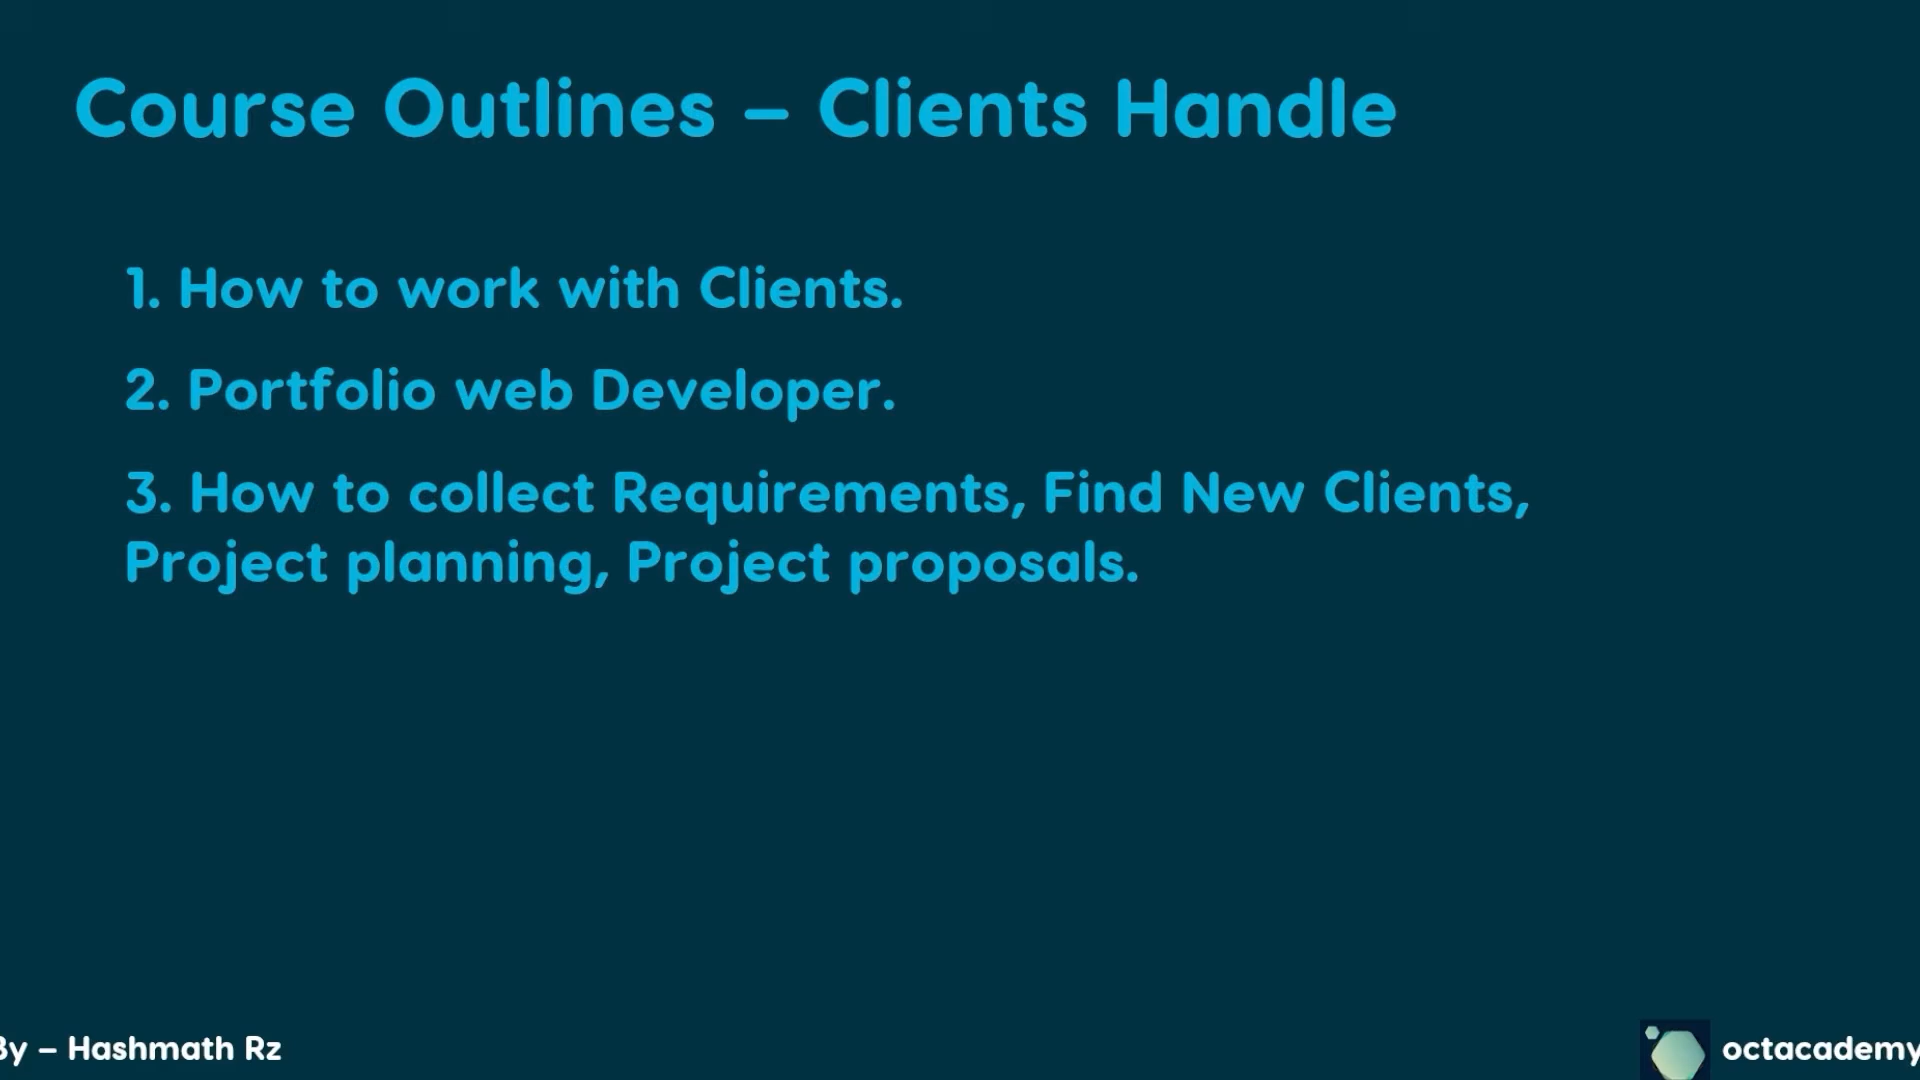 Course Outlines – Clients Handle
1. How to work with Clients.
2. Portfolio web Developer.
3. How to collect Requirements, Find New Clients,
Project planning, Project proposals.
By – Hashmath Rz
octacademy